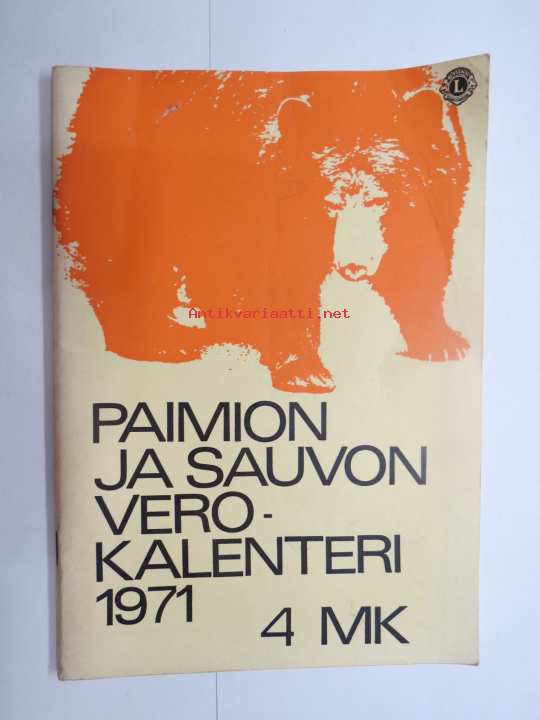 L
Antikvariaatti.net
PAIMION
JA SAUVON
VERO-
KALENTERI
1971
4 MK